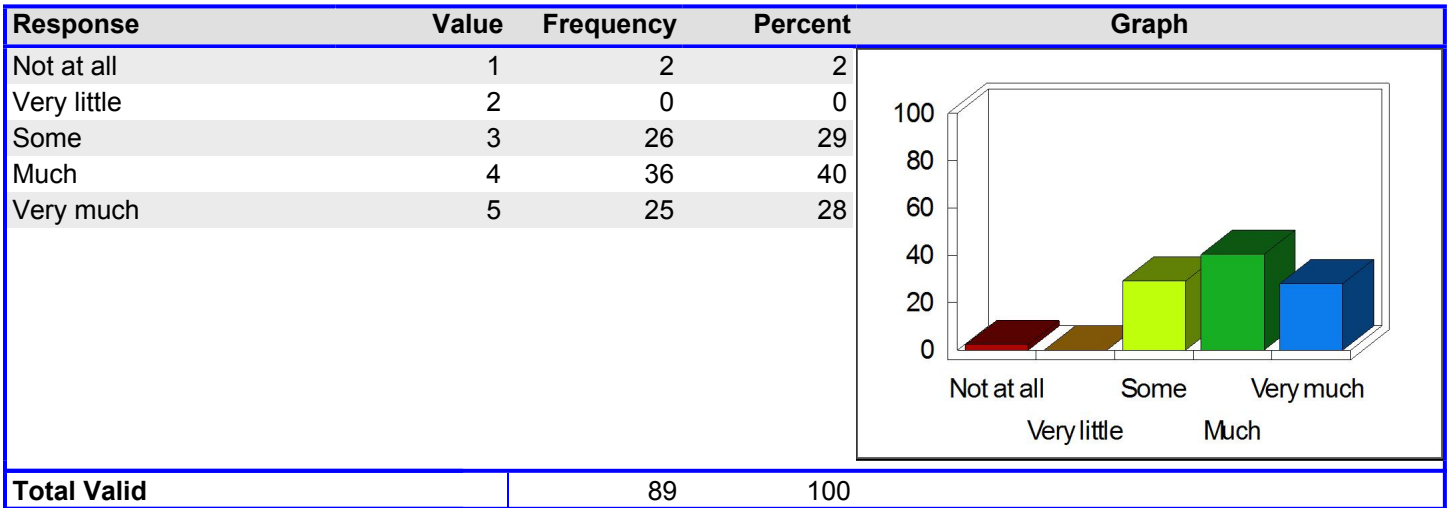 Response Value Frequency Percent Graph
Not at all 1 2 2
Very little 2 0 0
Some 3 26 29
Much 4 36 40
Very much 5 25 28
100
80
60
40
20
0
Not at all Some Very much
Very little Much
Total Valid 89 100